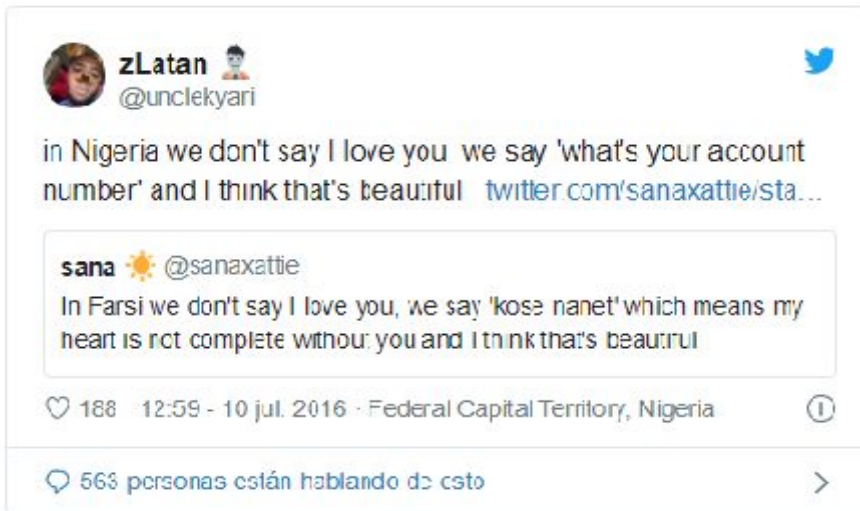 zLatan
@unclekyari
in Nigeria we don't say I love you we say 'what's your account
number' and I think that's beautiful twitter.com/sanaxattie/sta...
sana @sanaxattie
In Farsi we don't say I love you, we say 'kose nanet' which means my
heart is not complete without you and I think that's beautiful
188 12:59 - 10 jul. 2016 · Federal Capital Territory, Nigeria
563 personas están hablando de esto